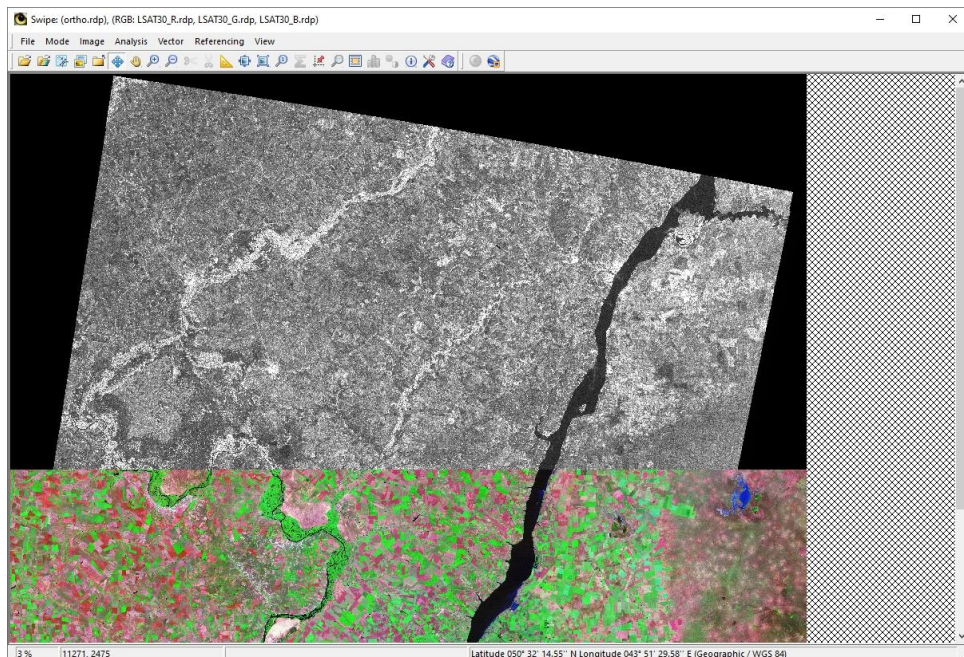 Swipe: (ortho.rdp), (RGB: LSAT30_R.rdp, LSAT30_G.rdp, LSAT30_B.rdp)
File Mode Image Analysis Vector Referencing View
3 % 11271, 2475 Latitude 050° 32' 14.55'' N Longitude 043° 51' 29.58'' E (Geographic / WGS 84)